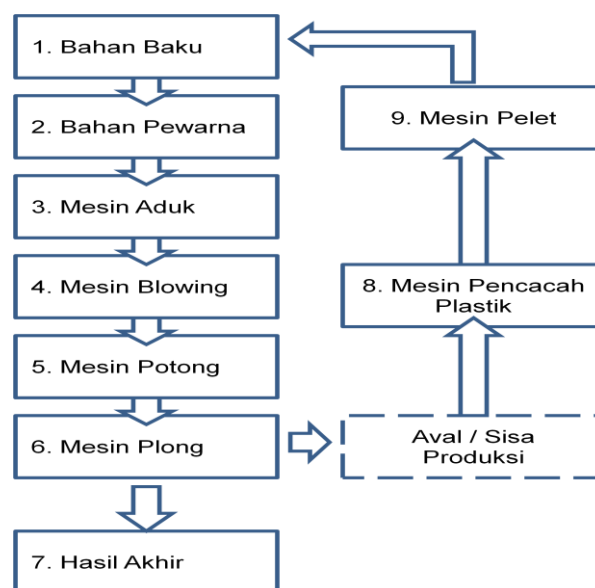 1. Bahan Baku
2. Bahan Pewarna
3. Mesin Aduk
4. Mesin Blowing
5. Mesin Potong
6. Mesin Plong
7. Hasil Akhir
9. Mesin Pelet
8. Mesin Pencacah
Plastik
Aval / Sisa
Produksi